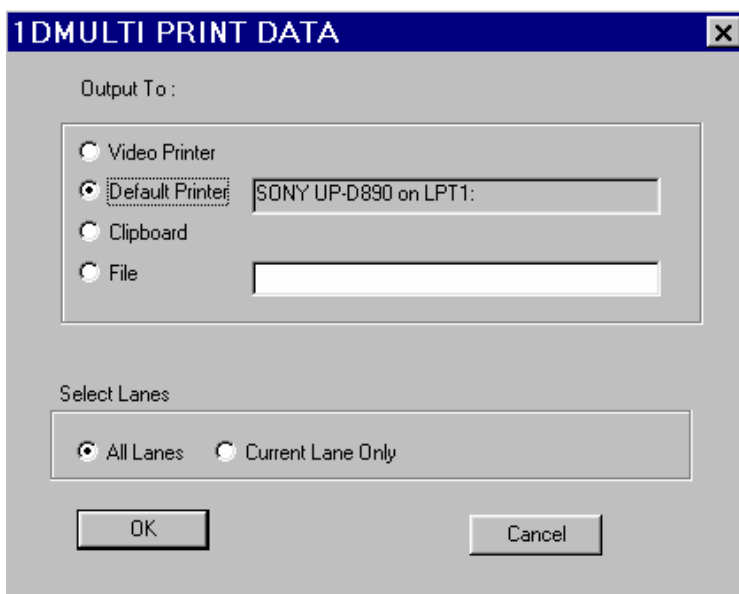 1DMULTI PRINT DATA
Output To :
Video Printer
Default Printer SONY UP-D890 on LPT1:
Clipboard
File
Select Lanes
All Lanes Current Lane Only
OK Cancel